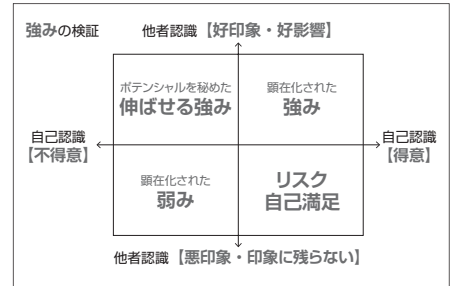 強みの検証
他者認識【好印象・好影響】
ポテンシャルを秘めた
伸ばせる強み
顕在化された
強み
自己認識
【不得意】
自己認識
【得意】
顕在化された
弱み
リスク
自己満足
他者認識【悪印象・印象に残らない】